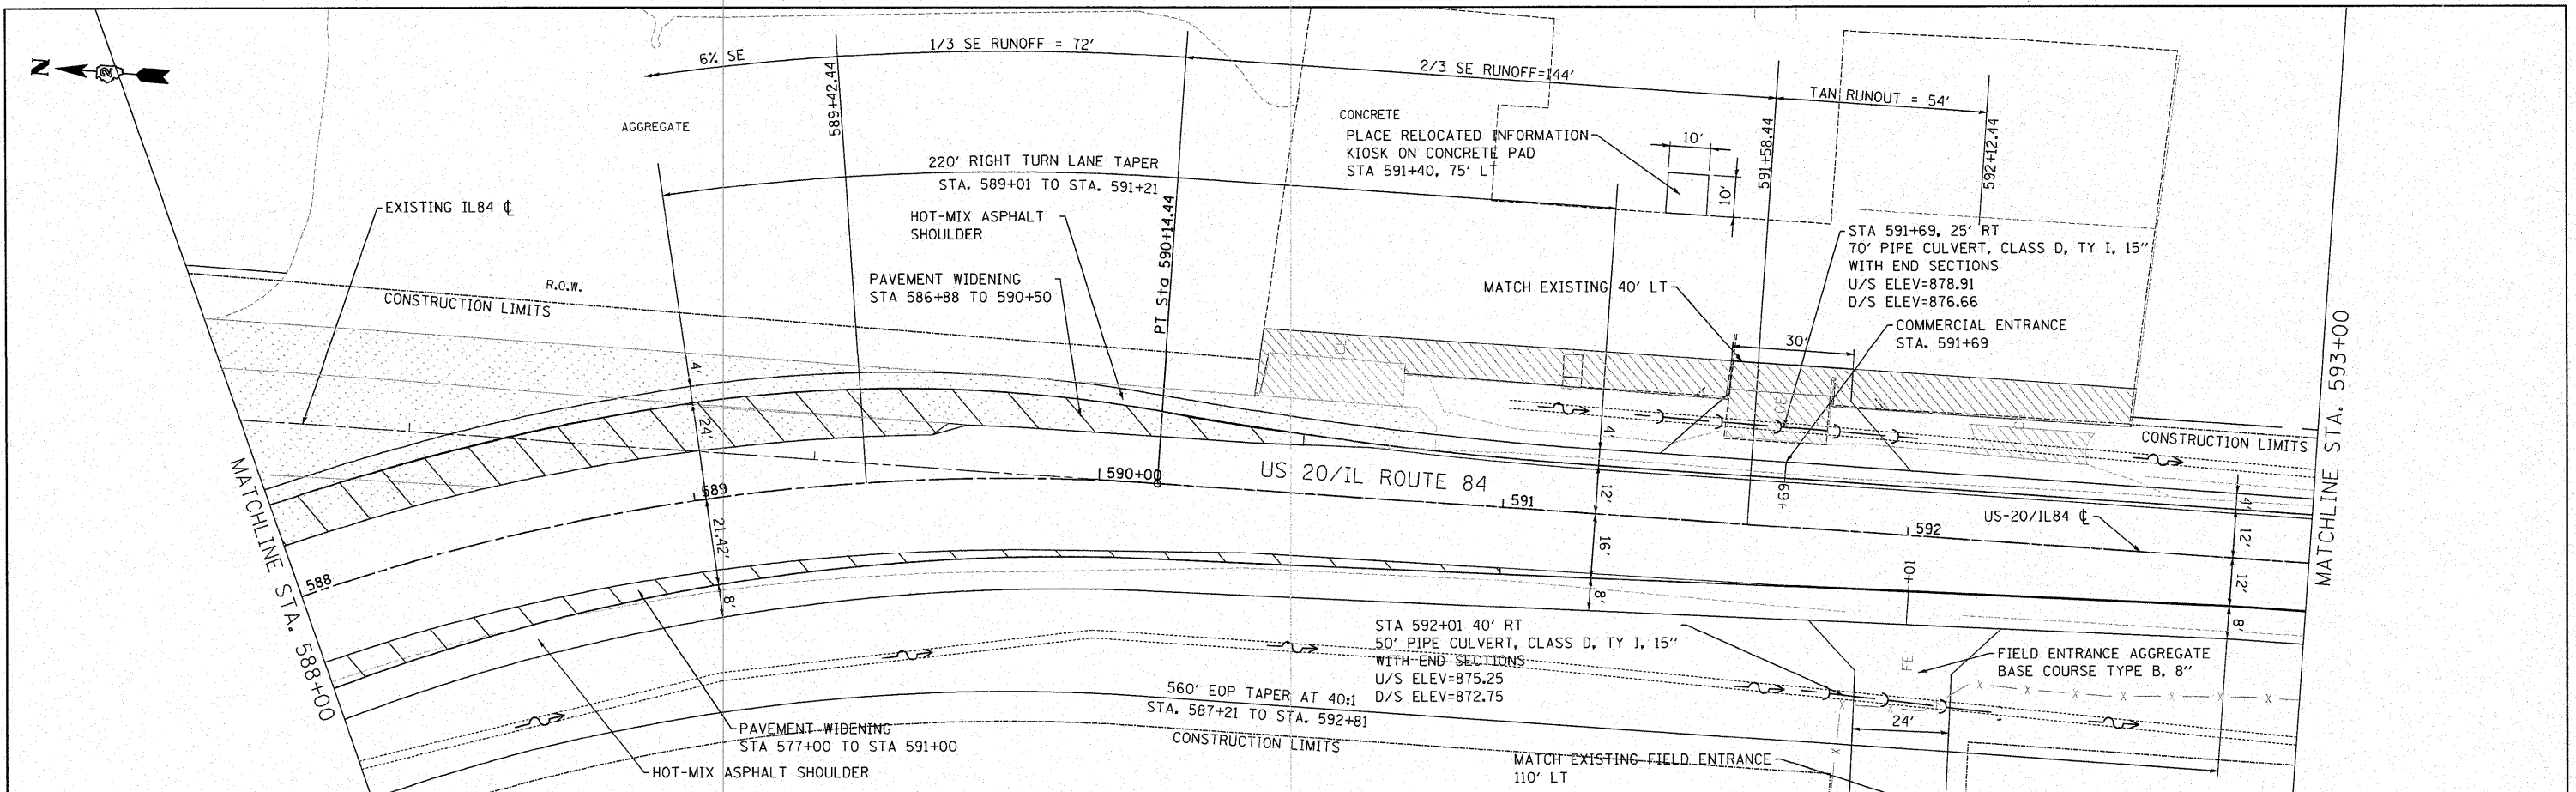 N
2
6% SE
1/3 SE RUNOFF = 72'
2/3 SE RUNOFF=144'
TAN RUNOUT = 54'
589+42.44
PT Sta 590+14.44
591+58.44
592+12.44
AGGREGATE
CONCRETE
PLACE RELOCATED INFORMATION
KIOSK ON CONCRETE PAD
STA 591+40, 75' LT
10'
10'
220' RIGHT TURN LANE TAPER
STA. 589+01 TO STA. 591+21
EXISTING IL84 ℄
HOT-MIX ASPHALT
SHOULDER
PAVEMENT WIDENING
STA 586+88 TO 590+50
R.O.W.
CONSTRUCTION LIMITS
MATCH EXISTING 40' LT
STA 591+69, 25' RT
70' PIPE CULVERT, CLASS D, TY I, 15"
WITH END SECTIONS
U/S ELEV=878.91
D/S ELEV=876.66
COMMERCIAL ENTRANCE
STA. 591+69
30'
CE
CE
4'
24'
21.42'
8'
4'
12'
16'
8'
4'
12'
12'
8'
588
589
590+00
591
592
+69
+01
US 20/IL ROUTE 84
US-20/IL84 ℄
CONSTRUCTION LIMITS
MATCHLINE STA. 588+00
MATCHLINE STA. 593+00
STA 592+01 40' RT
50' PIPE CULVERT, CLASS D, TY I, 15"
WITH END SECTIONS
U/S ELEV=875.25
D/S ELEV=872.75
FE
FIELD ENTRANCE AGGREGATE
BASE COURSE TYPE B, 8"
24'
560' EOP TAPER AT 40:1
STA. 587+21 TO STA. 592+81
PAVEMENT WIDENING
STA 577+00 TO STA 591+00
HOT-MIX ASPHALT SHOULDER
CONSTRUCTION LIMITS
MATCH EXISTING FIELD ENTRANCE
110' LT